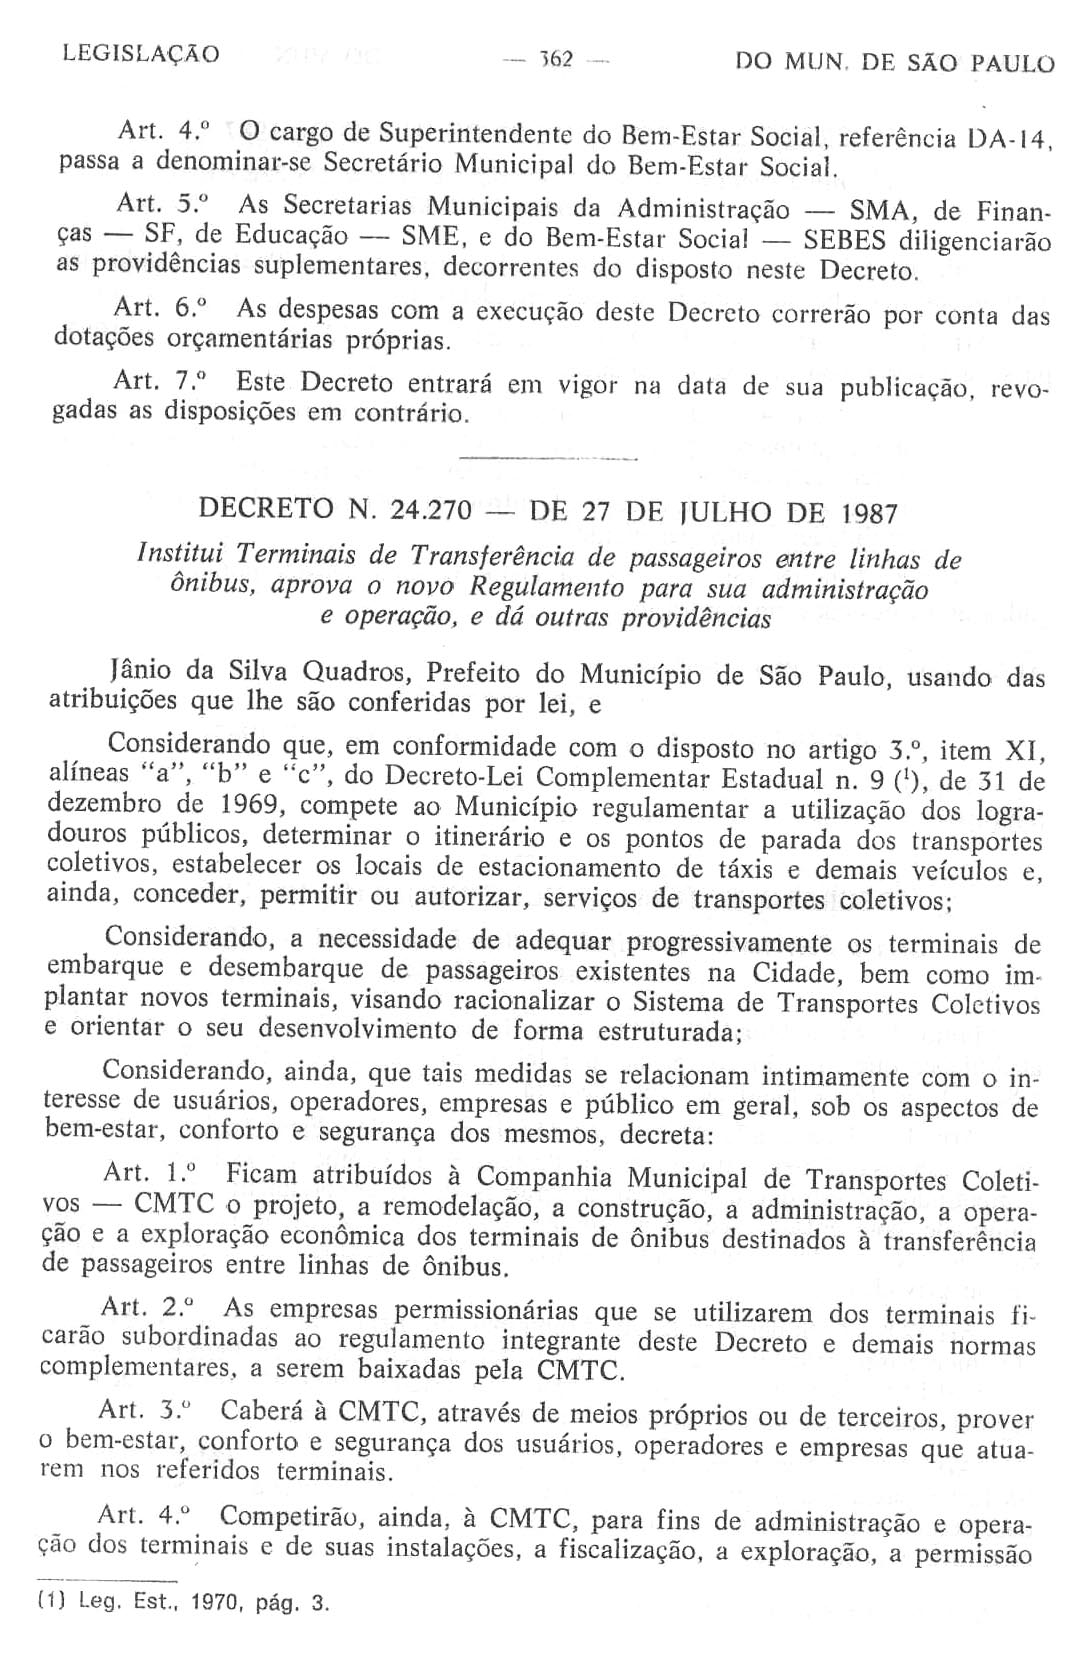 LEGISLAÇÃO — 362 — DO MUN. DE SÃO PAULO
Art. 4.º O cargo de Superintendente do Bem-Estar Social, referência DA-14,
passa a denominar-se Secretário Municipal do Bem-Estar Social.
Art. 5.º As Secretarias Municipais da Administração — SMA, de Finan-
ças — SF, de Educação — SME, e do Bem-Estar Social — SEBES diligenciarão
as providências suplementares, decorrentes do disposto neste Decreto.
Art. 6.º As despesas com a execução deste Decreto correrão por conta das
dotações orçamentárias próprias.
Art. 7.º Este Decreto entrará em vigor na data de sua publicação, revo-
gadas as disposições em contrário.
DECRETO N. 24.270 — DE 27 DE JULHO DE 1987
Institui Terminais de Transferência de passageiros entre linhas de
ônibus, aprova o novo Regulamento para sua administração
e operação, e dá outras providências
Jânio da Silva Quadros, Prefeito do Município de São Paulo, usando das
atribuições que lhe são conferidas por lei, e
Considerando que, em conformidade com o disposto no artigo 3.º, item XI,
alíneas “a”, “b” e “c”, do Decreto-Lei Complementar Estadual n. 9 (¹), de 31 de
dezembro de 1969, compete ao Município regulamentar a utilização dos logra-
douros públicos, determinar o itinerário e os pontos de parada dos transportes
coletivos, estabelecer os locais de estacionamento de táxis e demais veículos e,
ainda, conceder, permitir ou autorizar, serviços de transportes coletivos;
Considerando, a necessidade de adequar progressivamente os terminais de
embarque e desembarque de passageiros existentes na Cidade, bem como im-
plantar novos terminais, visando racionalizar o Sistema de Transportes Coletivos
e orientar o seu desenvolvimento de forma estruturada;
Considerando, ainda, que tais medidas se relacionam intimamente com o in-
teresse de usuários, operadores, empresas e público em geral, sob os aspectos de
bem-estar, conforto e segurança dos mesmos, decreta:
Art. 1.º Ficam atribuídos à Companhia Municipal de Transportes Coleti-
vos — CMTC o projeto, a remodelação, a construção, a administração, a opera-
ção e a exploração econômica dos terminais de ônibus destinados à transferência
de passageiros entre linhas de ônibus.
Art. 2.º As empresas permissionárias que se utilizarem dos terminais fi-
carão subordinadas ao regulamento integrante deste Decreto e demais normas
complementares, a serem baixadas pela CMTC.
Art. 3.º Caberá à CMTC, através de meios próprios ou de terceiros, prover
o bem-estar, conforto e segurança dos usuários, operadores e empresas que atua-
rem nos referidos terminais.
Art. 4.º Competirão, ainda, à CMTC, para fins de administração e opera-
ção dos terminais e de suas instalações, a fiscalização, a exploração, a permissão
(1) Leg. Est., 1970, pág. 3.